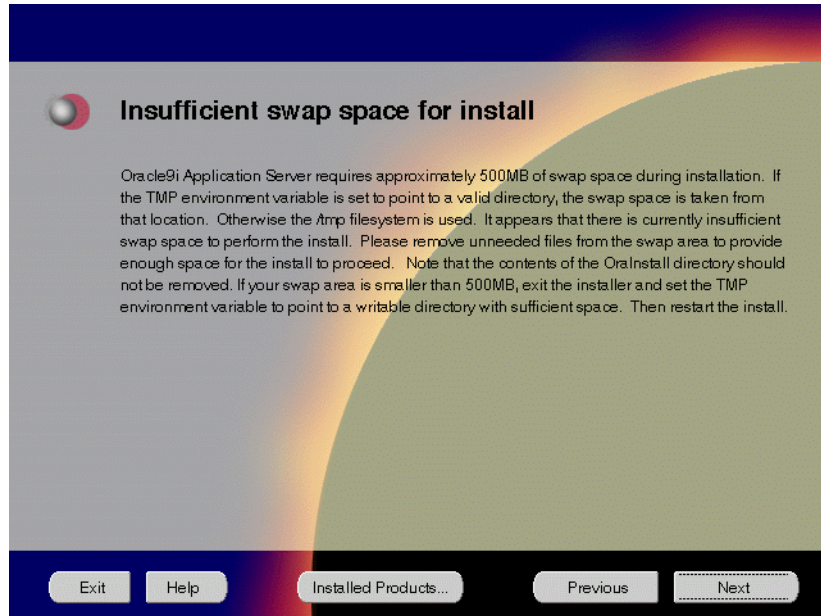 Insufficient swap space for install
Oracle9i Application Server requires approximately 500MB of swap space during installation. If
the TMP environment variable is set to point to a valid directory, the swap space is taken from
that location. Otherwise the /tmp filesystem is used. It appears that there is currently insufficient
swap space to perform the install. Please remove unneeded files from the swap area to provide
enough space for the install to proceed. Note that the contents of the OraInstall directory should
not be removed. If your swap area is smaller than 500MB, exit the installer and set the TMP
environment variable to point to a writable directory with sufficient space. Then restart the install.
Exit
Help
Installed Products...
Previous
Next